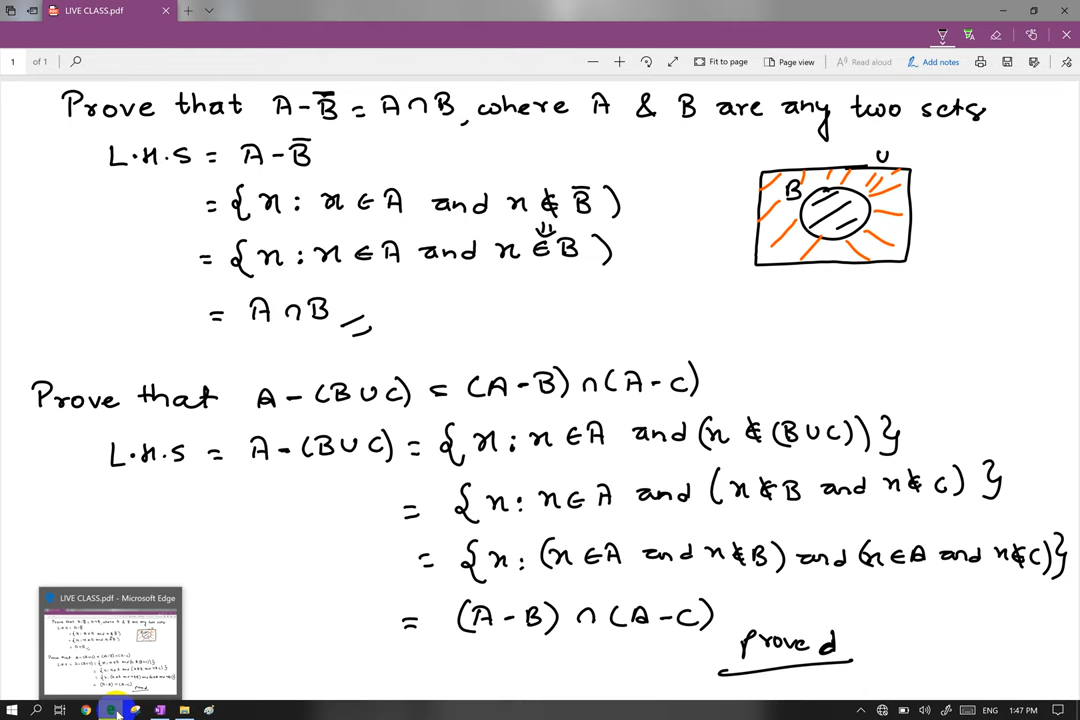 LIVE CLASS.pdf
1 of 1 Fit to page Page view Read aloud Add notes
Prove that A-B̅ = A∩B, where A & B are any two sets
L.H.S = A-B̅
= {x : x ∈ A and x ∉ B̅ )
= {x : x ∈ A and x ∈ B )
= A ∩ B
U
B
Prove that A - (B ∪ C) = (A - B) ∩ (A - C)
L.H.S = A - (B ∪ C) = {x : x ∈ A and (x ∉ (B ∪ C)) }
= {x : x ∈ A and (x ∉ B and x ∉ C) }
= {x : (x ∈ A and x ∉ B) and (x ∈ A and x ∉ C)}
= (A - B) ∩ (A - C)
Proved
LIVE CLASS.pdf - Microsoft Edge
ENG 1:47 PM